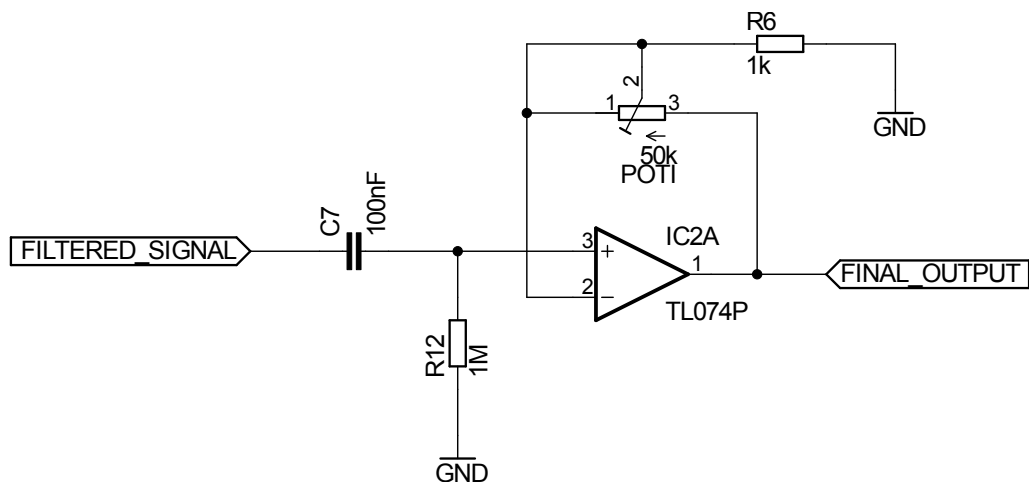 R6
1k
GND
2
1
3
50k
POTI
C7
100nF
FILTERED_SIGNAL
3
+
2
−
IC2A
1
TL074P
FINAL_OUTPUT
R12
1M
GND